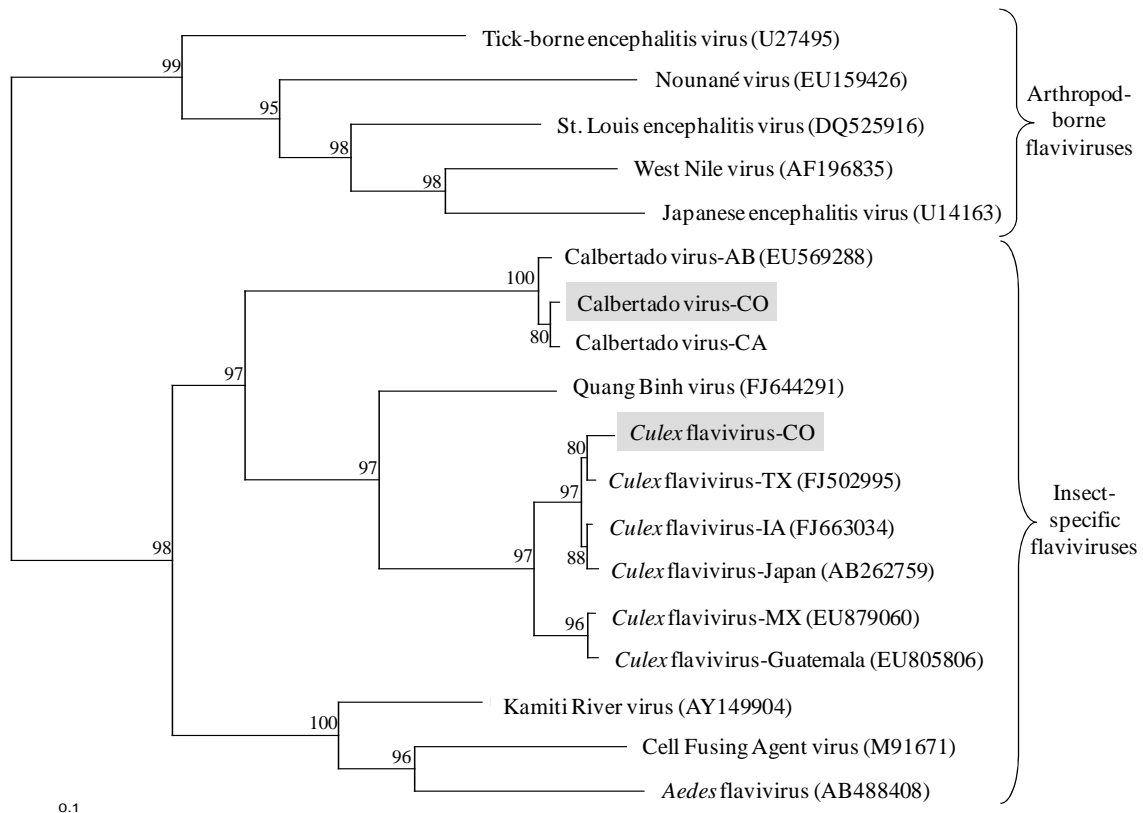 Tick-borne encephalitis virus (U27495)
99
Nounané virus (EU159426)
95
St. Louis encephalitis virus (DQ525916)
98
West Nile virus (AF196835)
98
Japanese encephalitis virus (U14163)
Arthropod-
borne
flaviviruses
Calbertado virus-AB (EU569288)
100
Calbertado virus-CO
80
Calbertado virus-CA
97
Quang Binh virus (FJ644291)
Culex flavivirus-CO
80
97
Culex flavivirus-TX (FJ502995)
97
Culex flavivirus-IA (FJ663034)
88
97
Culex flavivirus-Japan (AB262759)
98
Culex flavivirus-MX (EU879060)
96
Culex flavivirus-Guatemala (EU805806)
Insect-
specific
flaviviruses
Kamiti River virus (AY149904)
100
Cell Fusing Agent virus (M91671)
96
Aedes flavivirus (AB488408)
0.1